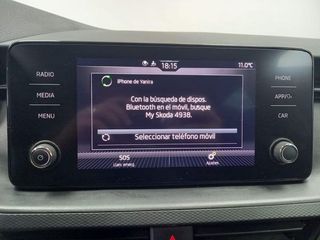 18:15
11.0°C
RADIO
MEDIA
MENU
PHONE
APP/
CAR
iPhone de Yanira
Con la búsqueda de dispos.
Bluetooth en el móvil, busque
My Skoda 4938.
Seleccionar teléfono móvil
SOS
Ajustes